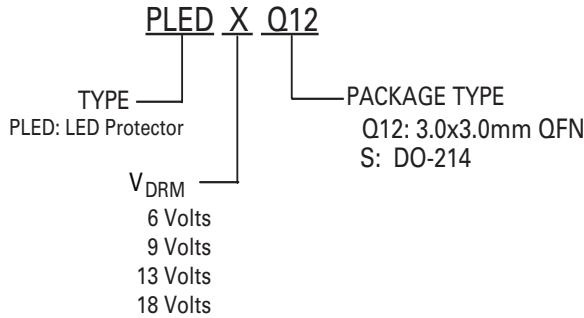 PLED X Q12
TYPE
PLED: LED Protector
PACKAGE TYPE
Q12: 3.0x3.0mm QFN
S: DO-214
VDRM
6 Volts
9 Volts
13 Volts
18 Volts